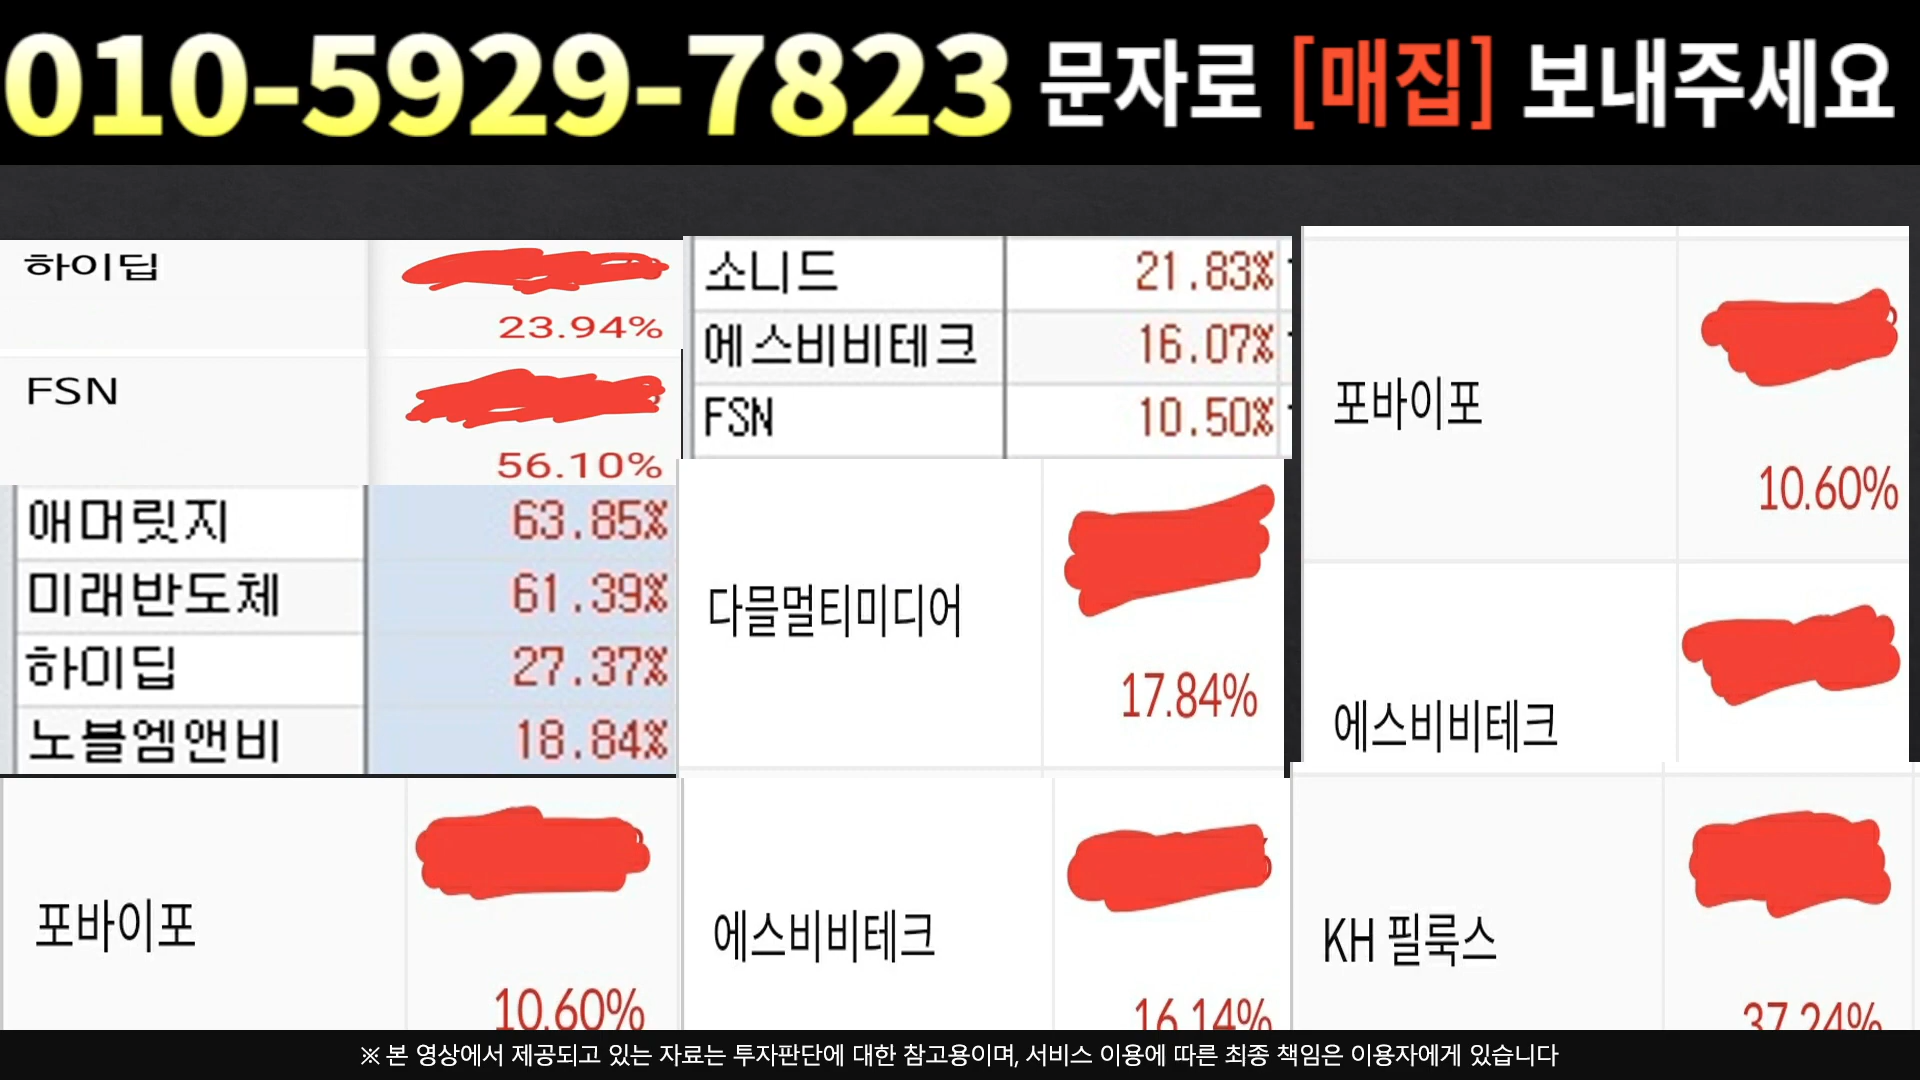 010-5929-7823 문자로 [매집] 보내주세요
하이딥
23.94%
FSN
56.10%
애머릿지 63.85%
미래반도체 61.39%
하이딥 27.37%
노블엠앤비 18.84%
소니드 21.83%
에스비비테크 16.07%
FSN 10.50%
다믈멀티미디어
17.84%
포바이포
10.60%
에스비비테크
포바이포
10.60%
에스비비테크
16.14%
KH 필룩스
37.24%
※ 본 영상에서 제공되고 있는 자료는 투자판단에 대한 참고용이며, 서비스 이용에 따른 최종 책임은 이용자에게 있습니다